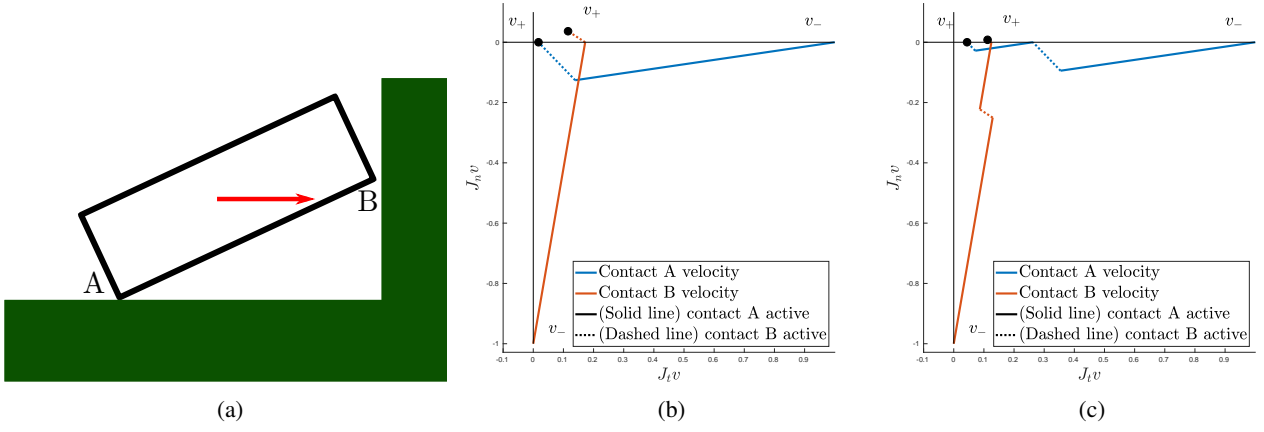 A
B
(a)
v₊
v₊
v₋
0
-0.2
-0.4
-0.6
-0.8
-1
Jₙv
v₋
Contact A velocity
Contact B velocity
(Solid line) contact A active
(Dashed line) contact B active
-0.1 0 0.1 0.2 0.3 0.4 0.5 0.6 0.7 0.8 0.9
Jₜv
(b)
v₊
v₊
v₋
0
-0.2
-0.4
-0.6
-0.8
-1
Jₙv
v₋
Contact A velocity
Contact B velocity
(Solid line) contact A active
(Dashed line) contact B active
-0.1 0 0.1 0.2 0.3 0.4 0.5 0.6 0.7 0.8 0.9
Jₜv
(c)